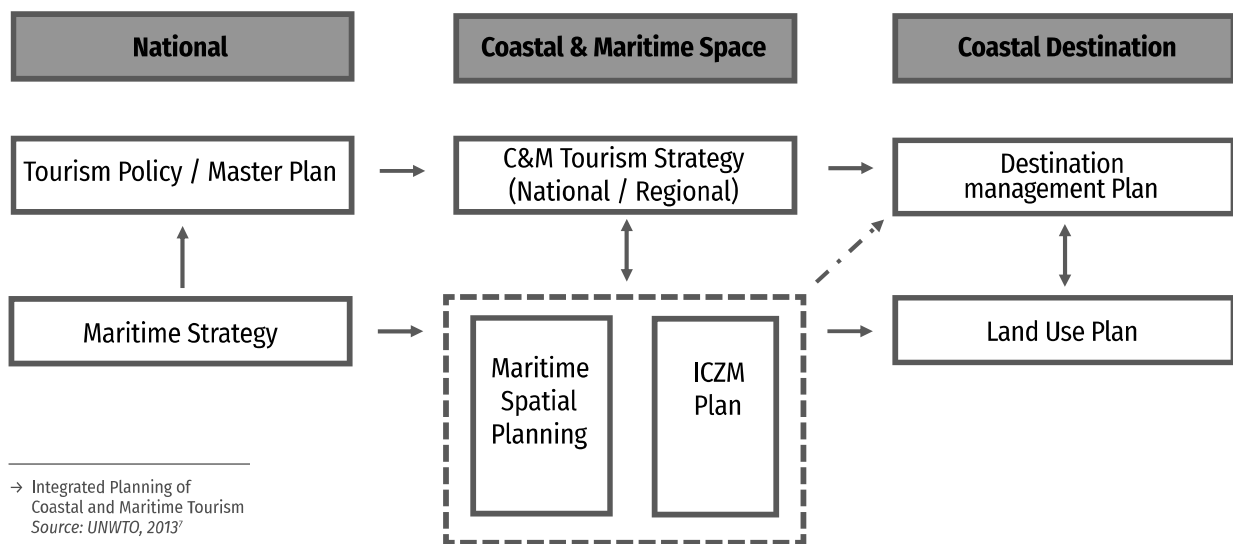 National
Coastal & Maritime Space
Coastal Destination
Tourism Policy / Master Plan
C&M Tourism Strategy
(National / Regional)
Destination
management Plan
Maritime Strategy
Maritime
Spatial
Planning
ICZM
Plan
Land Use Plan
→ Integrated Planning of
Coastal and Maritime Tourism
Source: UNWTO, 2013⁷